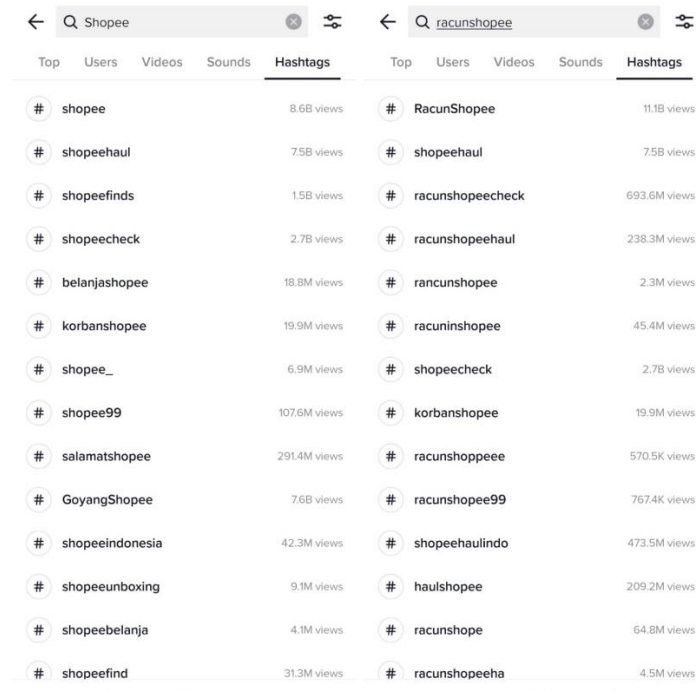 Shopee
Top Users Videos Sounds Hashtags
# shopee 8.6B views
# shopeehaul 7.5B views
# shopeefinds 1.5B views
# shopeecheck 2.7B views
# belanjashopee 18.8M views
# korbanshopee 19.9M views
# shopee_ 6.9M views
# shopee99 107.6M views
# salamatshopee 291.4M views
# GoyangShopee 7.6B views
# shopeeindonesia 42.3M views
# shopeeunboxing 9.1M views
# shopeebelanja 4.1M views
# shopeefind 31.3M views
racunshopee
Top Users Videos Sounds Hashtags
# RacunShopee 11.1B views
# shopeehaul 7.5B views
# racunshopeecheck 693.6M views
# racunshopeehaul 238.3M views
# rancunshopee 2.3M views
# racuninshopee 45.4M views
# shopeecheck 2.7B views
# korbanshopee 19.9M views
# racunshoppeee 570.5K views
# racunshopee99 767.4K views
# shopeehaulindo 473.5M views
# haulshopee 209.2M views
# racunshope 64.8M views
# racunshopeeha 4.5M views